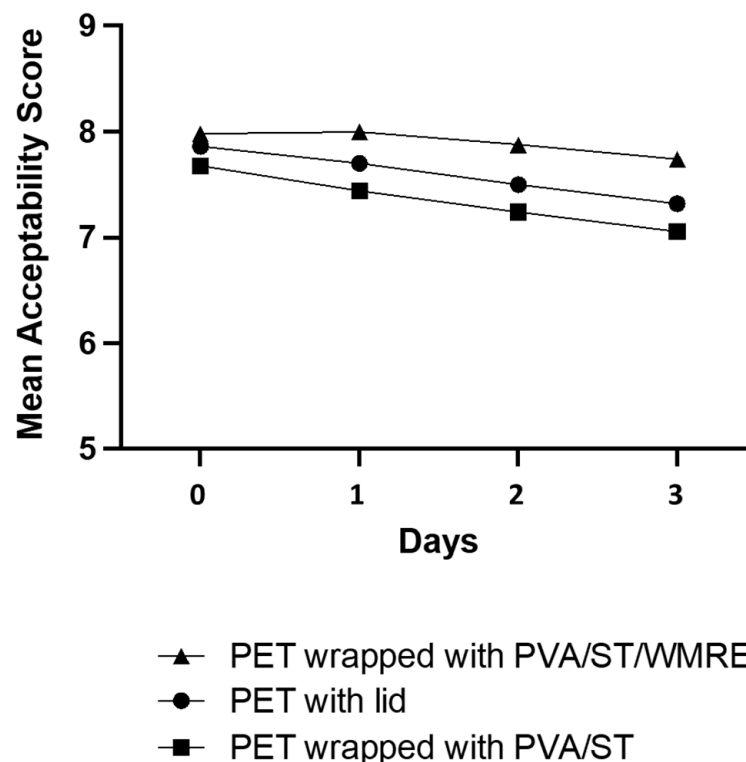 Mean Acceptability Score
9
8
7
6
5
0 1 2 3
Days
PET wrapped with PVA/ST/WMRE
PET with lid
PET wrapped with PVA/ST